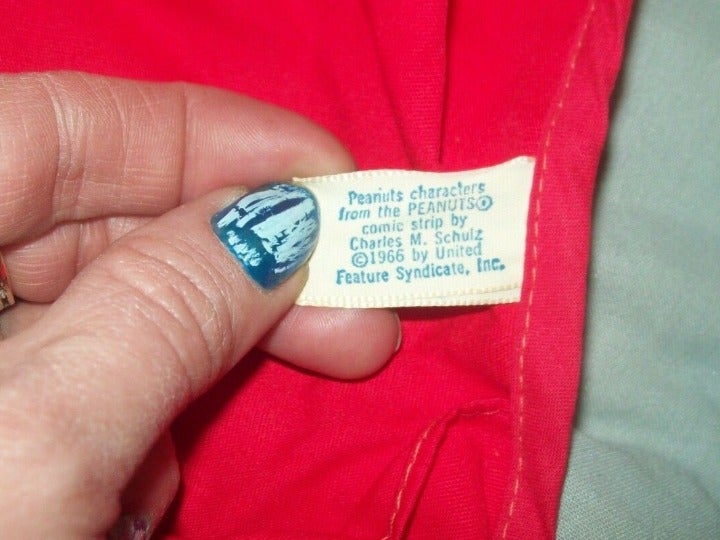 Peanuts characters
from the PEANUTS®
comic strip by
Charles M. Schulz
©1966 by United
Feature Syndicate, Inc.